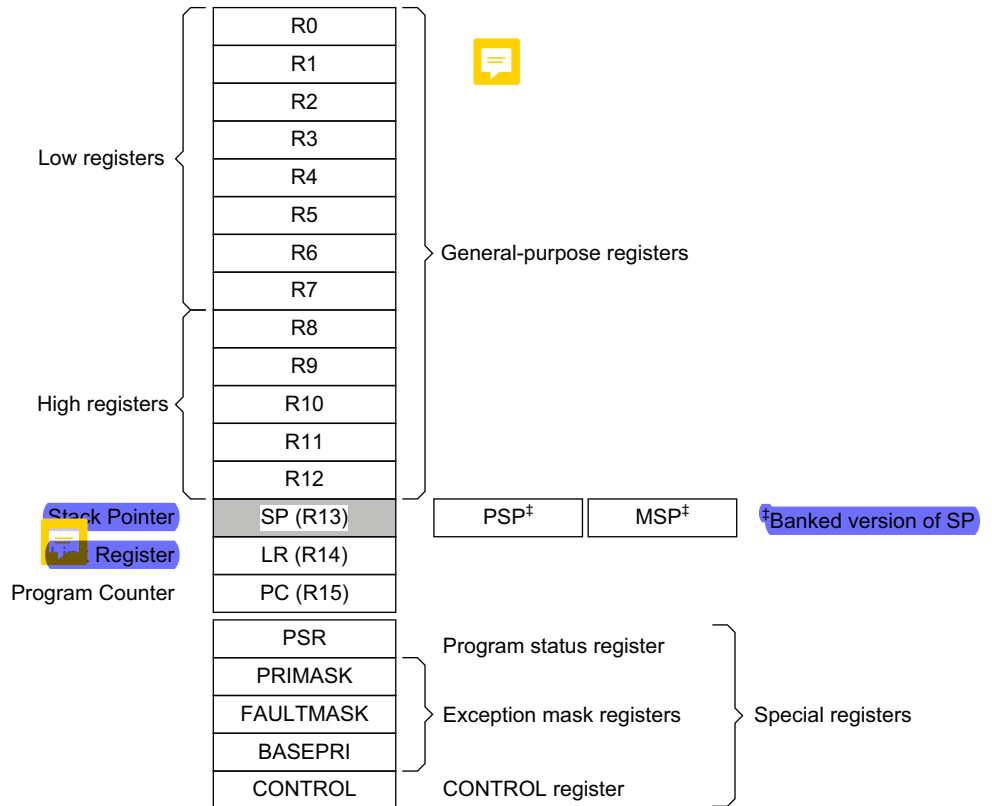 R0
R1
R2
R3
Low registers
R4
R5
R6
General-purpose registers
R7
R8
R9
High registers
R10
R11
R12
Stack Pointer SP (R13) PSP‡ MSP‡ ‡Banked version of SP
Link Register LR (R14)
Program Counter PC (R15)
PSR Program status register
PRIMASK
FAULTMASK Exception mask registers Special registers
BASEPRI
CONTROL CONTROL register